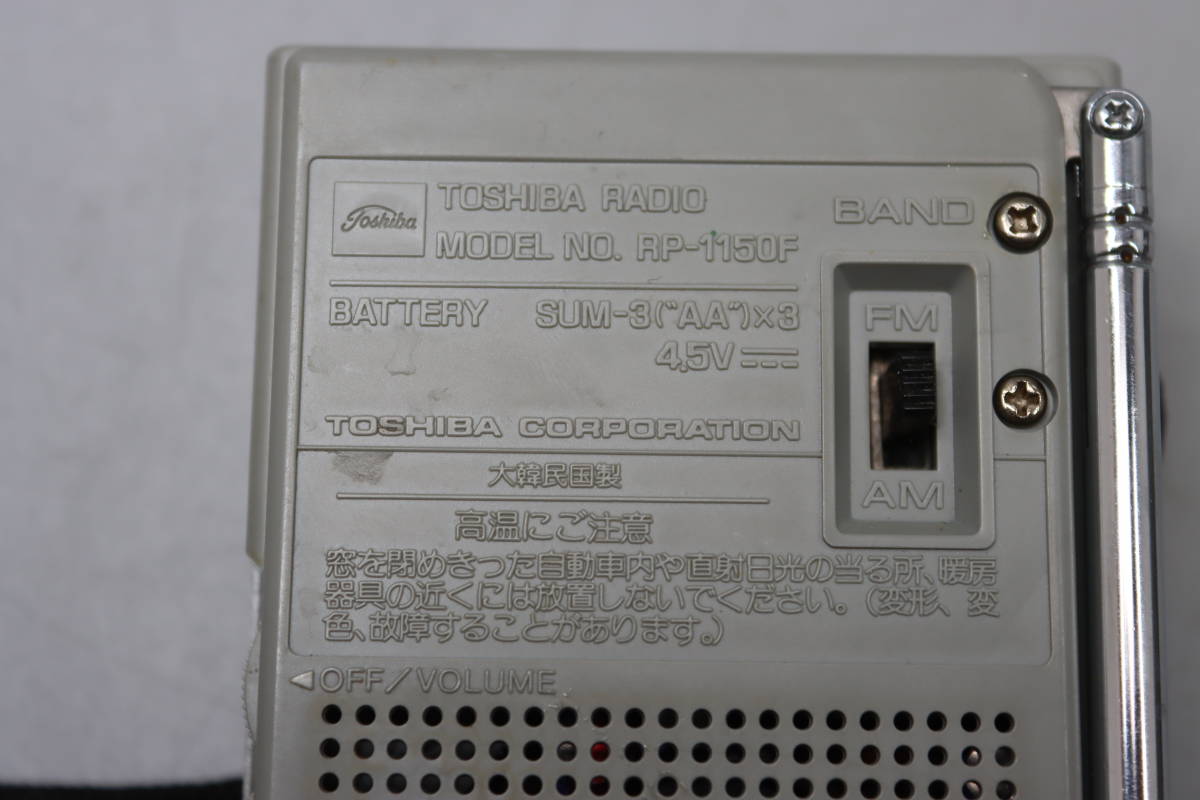 Toshiba
TOSHIBA RADIO
MODEL NO. RP-1150F
BATTERY SUM-3("AA")×3
4.5V
TOSHIBA CORPORATION
BAND
FM
AM
大韓民国製
高温にご注意
窓を閉めきった自動車内や直射日光の当る所、暖房
器具の近くには放置しないでください。(変形、変
色、故障することがあります。)
◁OFF/VOLUME